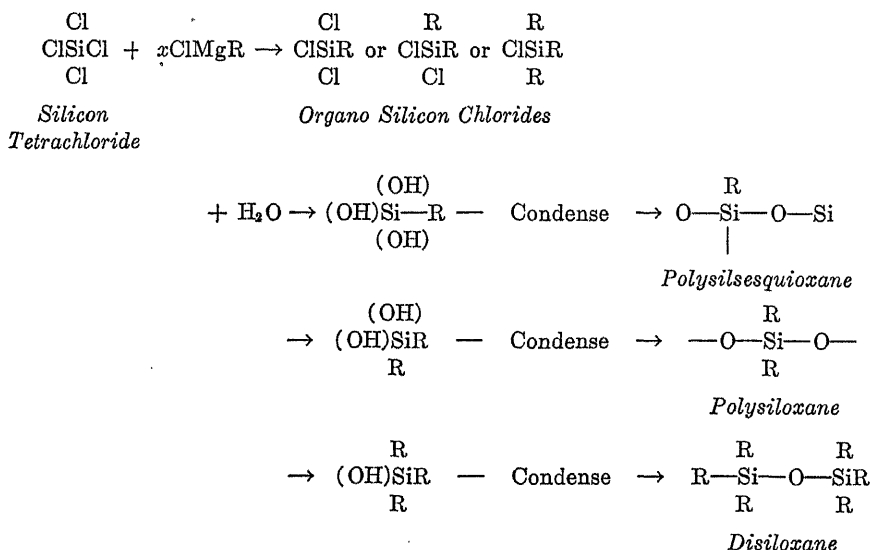 Cl Cl R R
ClSiCl + xClMgR → ClSiR or ClSiR or ClSiR
Cl Cl Cl R
Silicon Organo Silicon Chlorides
Tetrachloride
(OH) R
+ H₂O → (OH)Si—R — Condense → O—Si—O—Si
(OH) |
Polysilsesquioxane
(OH) R
→ (OH)SiR — Condense → —O—Si—O—
R R
Polysiloxane
R R R
→ (OH)SiR — Condense → R—Si—O—SiR
R R R
Disiloxane